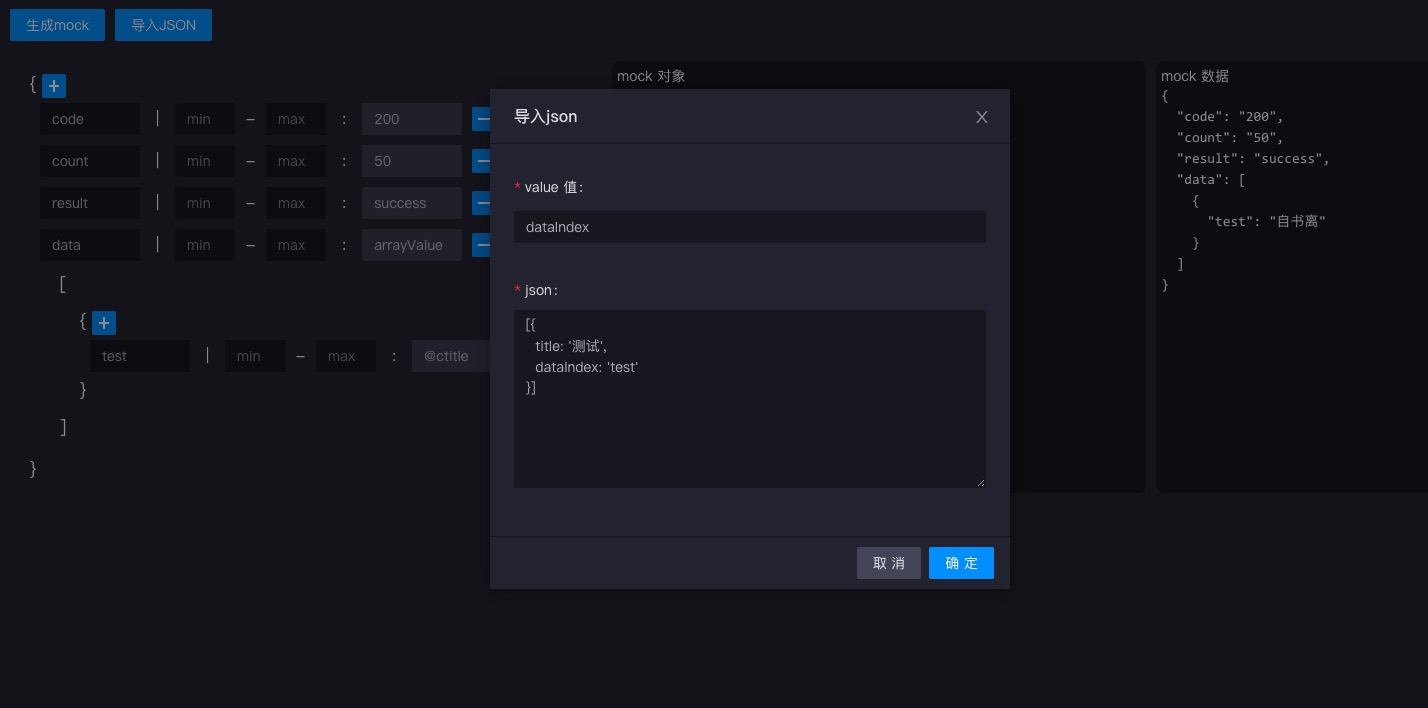 生成mock 导入JSON
{ +
code | min – max : 200 —
count | min – max : 50 —
result | min – max : success —
data | min – max : arrayValue —
[
{ +
test | min – max : @ctitle
}
]
}
mock 对象
导入json X
* value 值:
dataIndex
* json:
[{
title: '测试',
dataIndex: 'test'
}]
取 消 确 定
mock 数据
{
"code": "200",
"count": "50",
"result": "success",
"data": [
{
"test": "自书离"
}
]
}